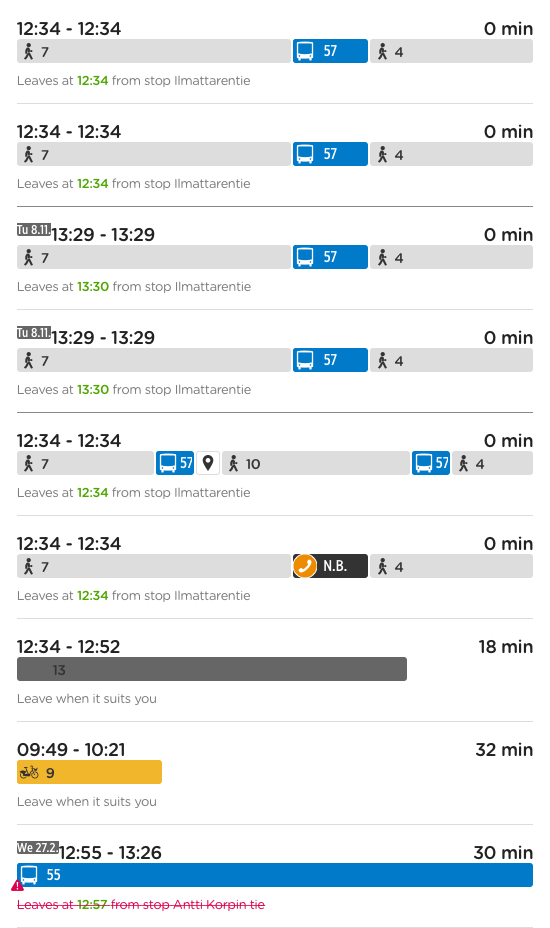 12:34 - 12:34 0 min
7 57 4
Leaves at 12:34 from stop Ilmattarentie
12:34 - 12:34 0 min
7 57 4
Leaves at 12:34 from stop Ilmattarentie
Tu 8.11. 13:29 - 13:29 0 min
7 57 4
Leaves at 13:30 from stop Ilmattarentie
Tu 8.11. 13:29 - 13:29 0 min
7 57 4
Leaves at 13:30 from stop Ilmattarentie
12:34 - 12:34 0 min
7 57 10 57 4
Leaves at 12:34 from stop Ilmattarentie
12:34 - 12:34 0 min
7 N.B. 4
Leaves at 12:34 from stop Ilmattarentie
12:34 - 12:52 18 min
13
Leave when it suits you
09:49 - 10:21 32 min
9
Leave when it suits you
We 27.2. 12:55 - 13:26 30 min
55
Leaves at 12:57 from stop Antti Korpin tie